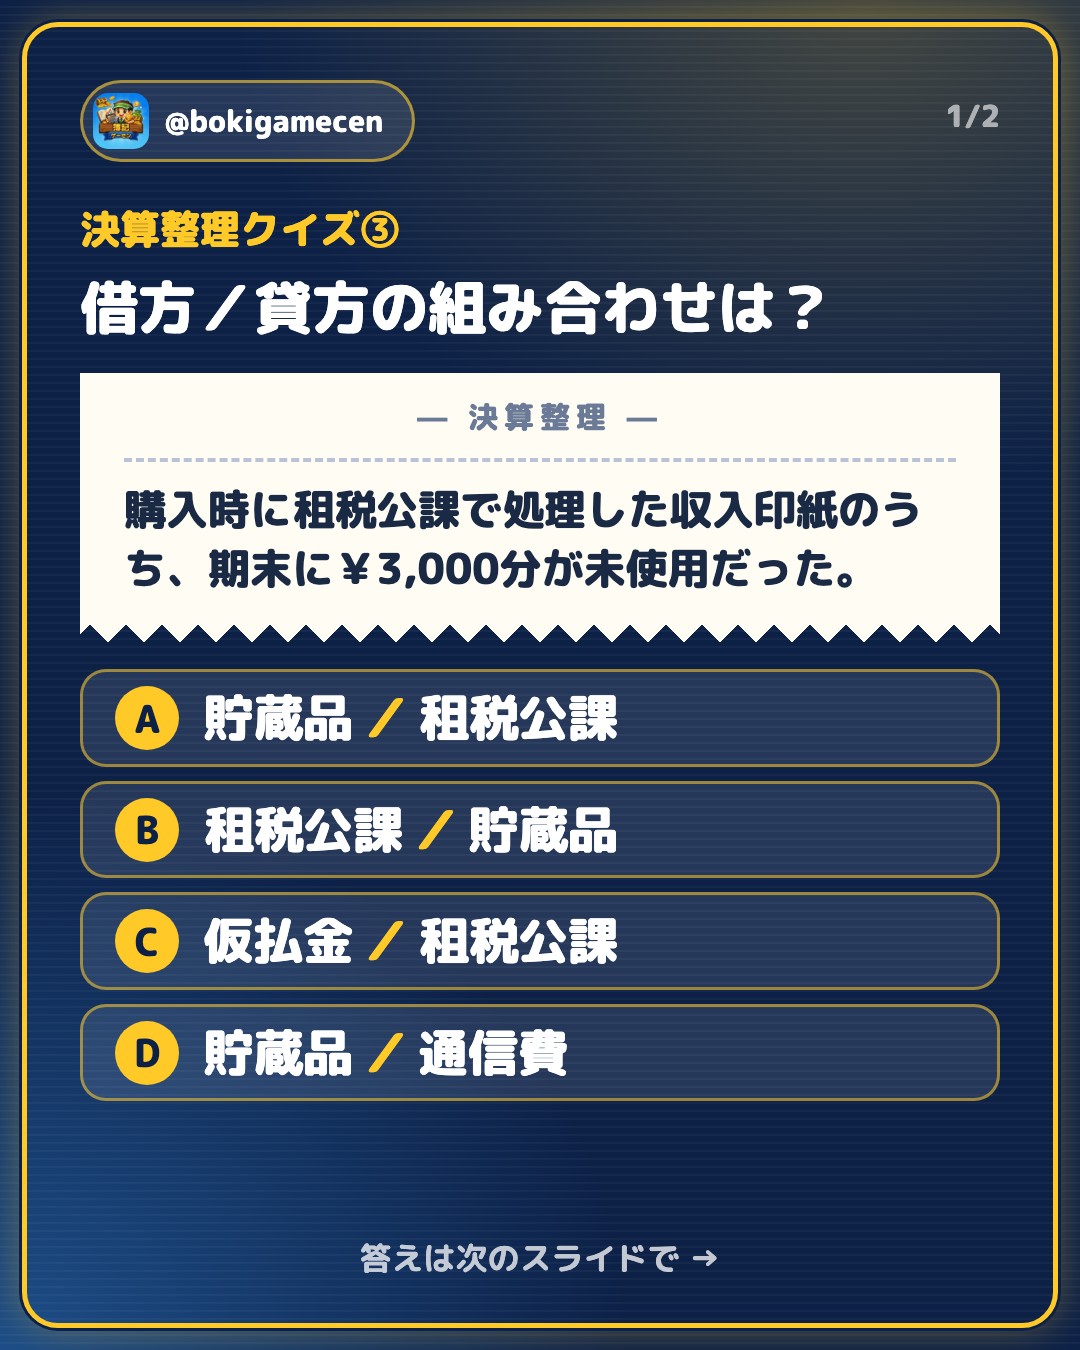 @bokigamecen
1/2
決算整理クイズ③
借方／貸方の組み合わせは？
― 決算整理 ―
購入時に租税公課で処理した収入印紙のう
ち、期末に￥3,000分が未使用だった。
A 貯蔵品 ／ 租税公課
B 租税公課 ／ 貯蔵品
C 仮払金 ／ 租税公課
D 貯蔵品 ／ 通信費
答えは次のスライドで →